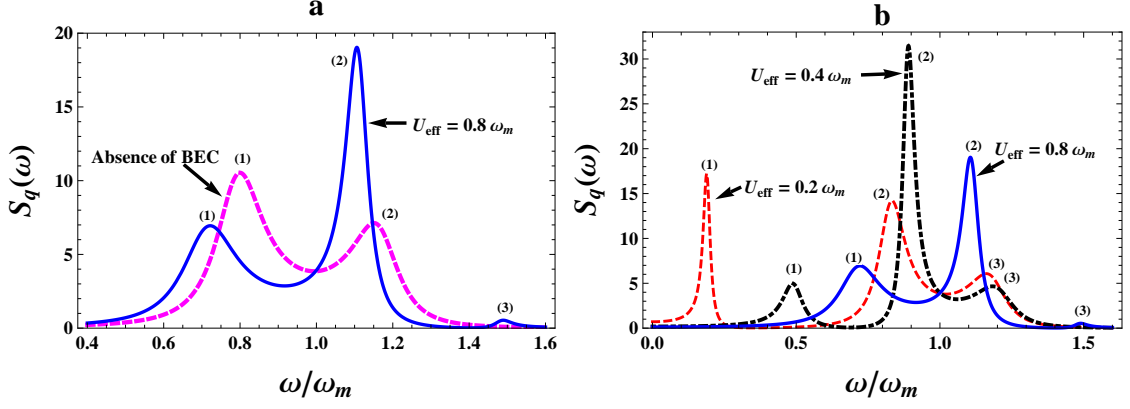 a
20
15
10
5
0
0.4 0.6 0.8 1.0 1.2 1.4 1.6
S_q(ω)
ω/ω_m
Absence of BEC
(1)
(1)
(2)
U_eff = 0.8 ω_m
(2)
(3)
b
30
25
20
15
10
5
0
0.0 0.5 1.0 1.5
S_q(ω)
ω/ω_m
U_eff = 0.4 ω_m
(2)
(1)
U_eff = 0.2 ω_m
(2)
(2)
U_eff = 0.8 ω_m
(1)
(1)
(3)
(3)
(3)